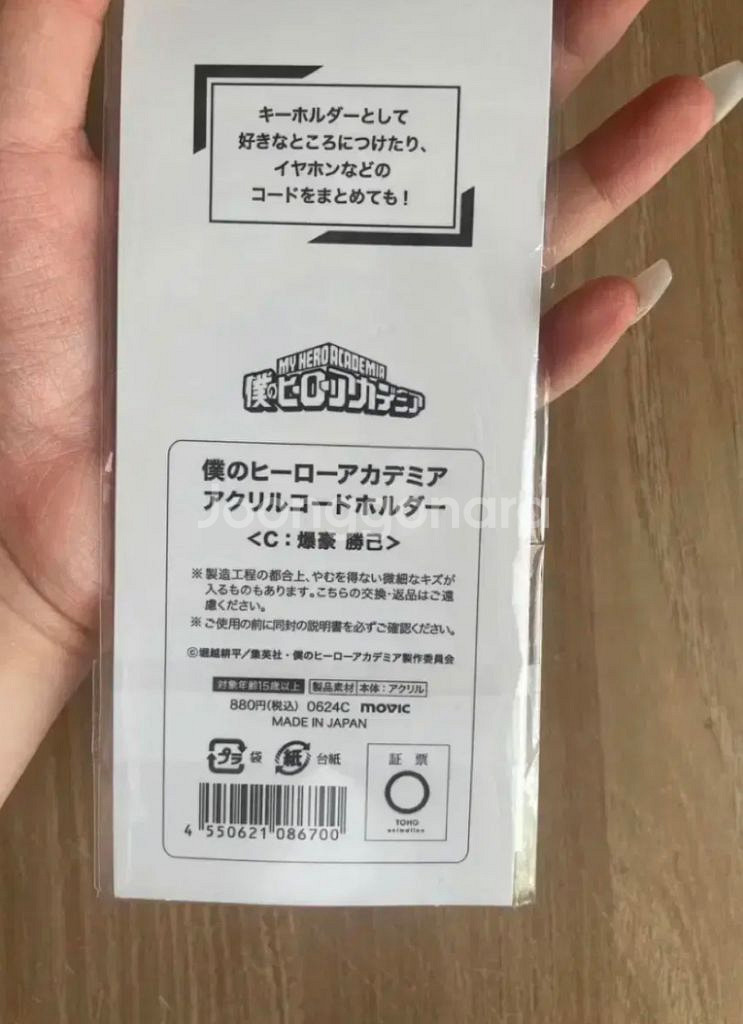 キーホルダーとして
好きなところにつけたり、
イヤホンなどの
コードをまとめても！
MY HERO ACADEMIA
僕のヒーローアカデミア
僕のヒーローアカデミア
アクリルコードホルダー
Joonggonara
<C：爆豪 勝己>
※製造工程の都合上、やむを得ない微細なキズが
入るものもあります。こちらの交換・返品はご遠
慮ください。
※ご使用の前に同封の説明書を必ずご確認ください。
©堀越耕平／集英社・僕のヒーローアカデミア製作委員会
対象年齢15歳以上 製品素材 本体：アクリル
880円(税込) 0624C movic
MADE IN JAPAN
プラ 袋 紙 台紙
証 票
TOHO
animation
4 550621 086700